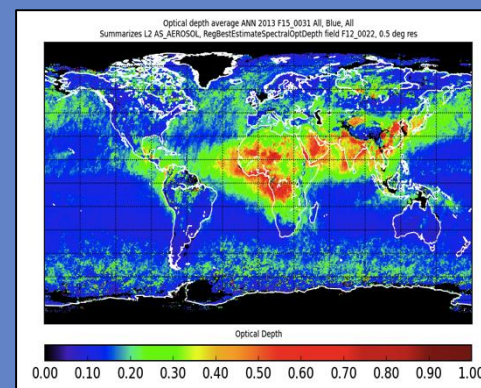 Optical depth average ANN 2013 F15_0031 All, Blue, All
Summarizes L2 AS_AEROSOL, RegBestEstimateSpectralOptDepth field F12_0022, 0.5 deg res
Optical Depth
0.00 0.10 0.20 0.30 0.40 0.50 0.60 0.70 0.80 0.90 1.00